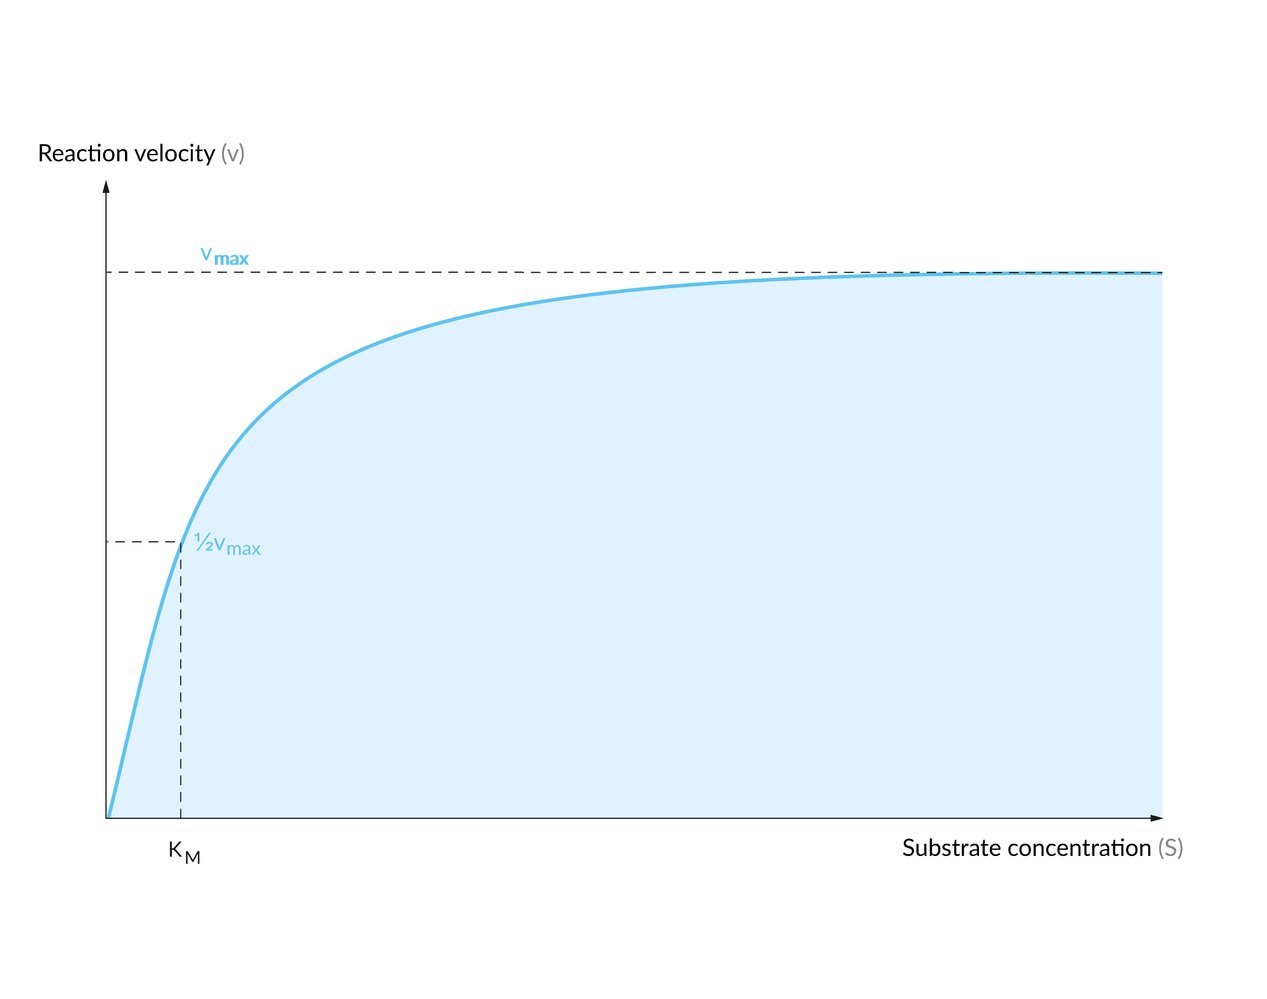 Reaction velocity (v)
vmax
½vmax
KM
Substrate concentration (S)